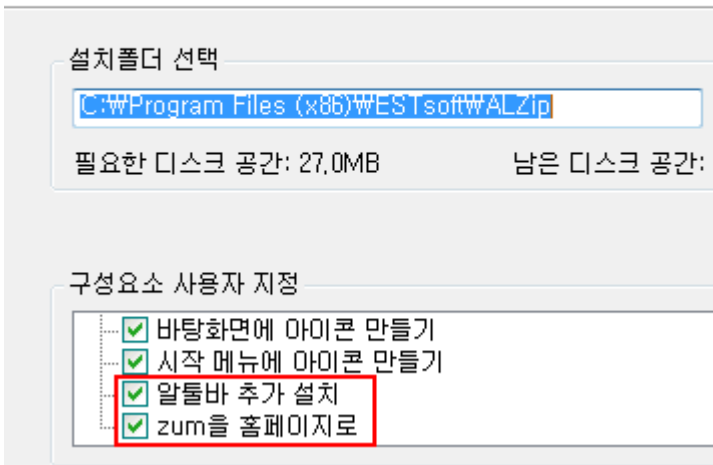 설치폴더 선택
C:₩Program Files (x86)₩ESTsoft₩ALZip
필요한 디스크 공간: 27,0MB 남은 디스크 공간:
구성요소 사용자 지정
바탕화면에 아이콘 만들기
시작 메뉴에 아이콘 만들기
알툴바 추가 설치
zum을 홈페이지로